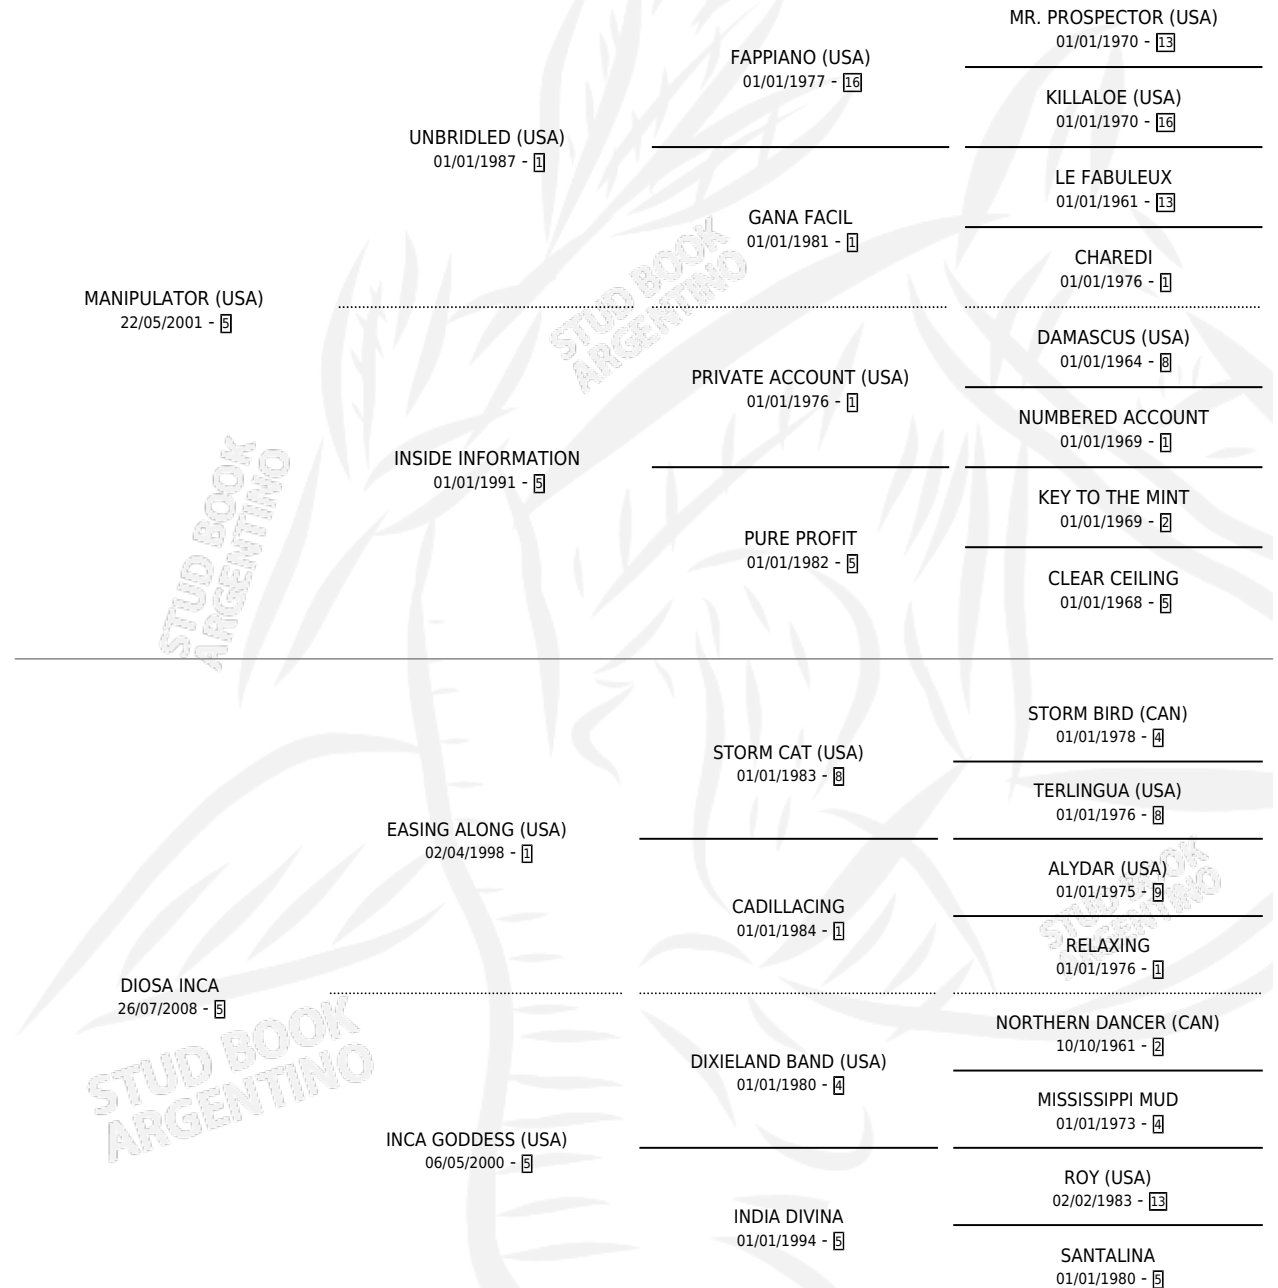 MR. PROSPECTOR (USA)
01/01/1970 - 13
FAPPIANO (USA)
01/01/1977 - 16
KILLALOE (USA)
01/01/1970 - 16
UNBRIDLED (USA)
01/01/1987 - 1
LE FABULEUX
01/01/1961 - 13
GANA FACIL
01/01/1981 - 1
CHAREDI
01/01/1976 - 1
MANIPULATOR (USA)
22/05/2001 - 5
DAMASCUS (USA)
01/01/1964 - 8
PRIVATE ACCOUNT (USA)
01/01/1976 - 1
NUMBERED ACCOUNT
01/01/1969 - 1
INSIDE INFORMATION
01/01/1991 - 5
KEY TO THE MINT
01/01/1969 - 2
PURE PROFIT
01/01/1982 - 5
CLEAR CEILING
01/01/1968 - 5
STORM BIRD (CAN)
01/01/1978 - 4
STORM CAT (USA)
01/01/1983 - 8
TERLINGUA (USA)
01/01/1976 - 8
EASING ALONG (USA)
02/04/1998 - 1
ALYDAR (USA)
01/01/1975 - 9
CADILLACING
01/01/1984 - 1
RELAXING
01/01/1976 - 1
DIOSA INCA
26/07/2008 - 5
NORTHERN DANCER (CAN)
10/10/1961 - 2
DIXIELAND BAND (USA)
01/01/1980 - 4
MISSISSIPPI MUD
01/01/1973 - 4
INCA GODDESS (USA)
06/05/2000 - 5
ROY (USA)
02/02/1983 - 13
INDIA DIVINA
01/01/1994 - 5
SANTALINA
01/01/1980 - 5
STUD BOOK
ARGENTINO
STUD BOOK
ARGENTINO
STUD BOOK
ARGENTINO
STUD BOOK
ARGENTINO